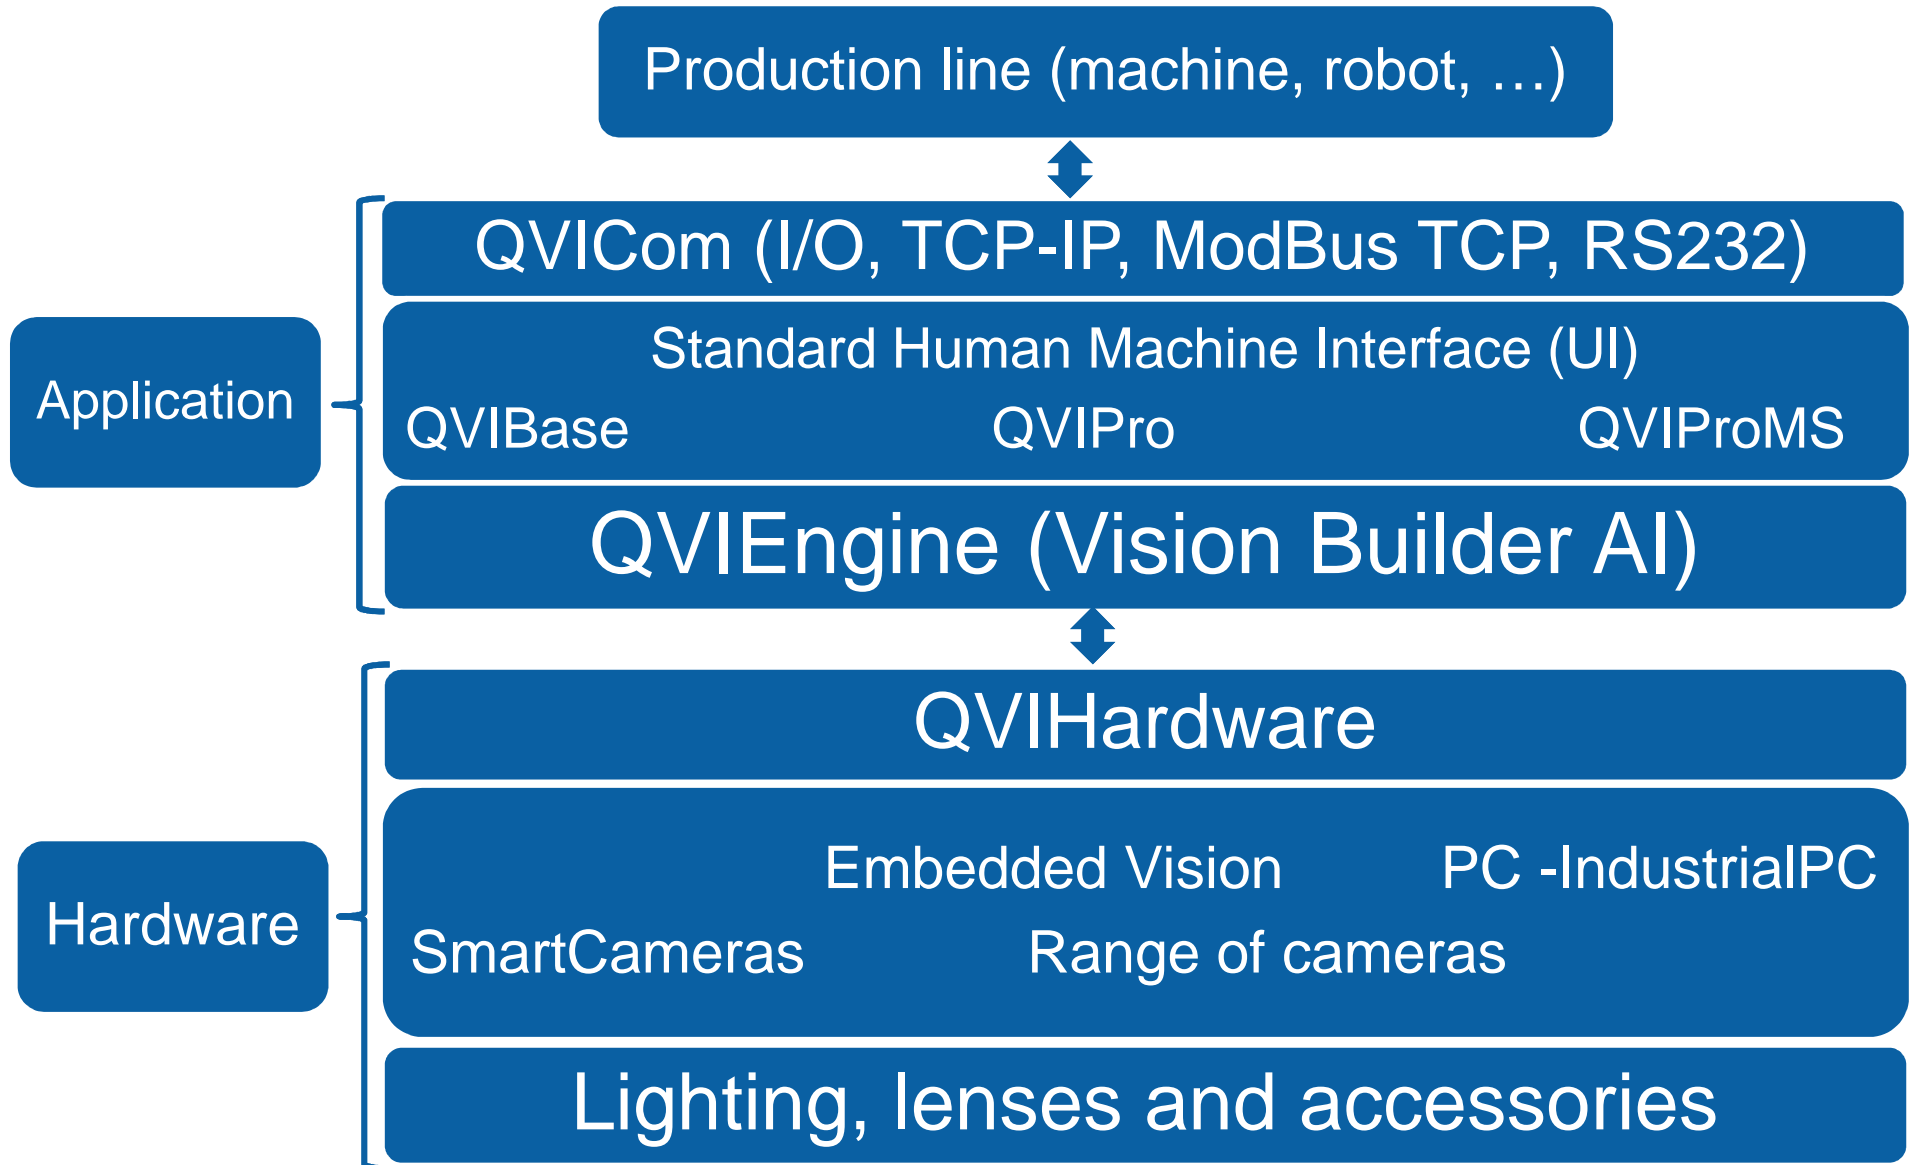 Production line (machine, robot, …)
QVICom (I/O, TCP-IP, ModBus TCP, RS232)
Application
Standard Human Machine Interface (UI)
QVIBase QVIPro QVIProMS
QVIEngine (Vision Builder AI)
QVIHardware
Hardware
Embedded Vision PC -IndustrialPC
SmartCameras Range of cameras
Lighting, lenses and accessories